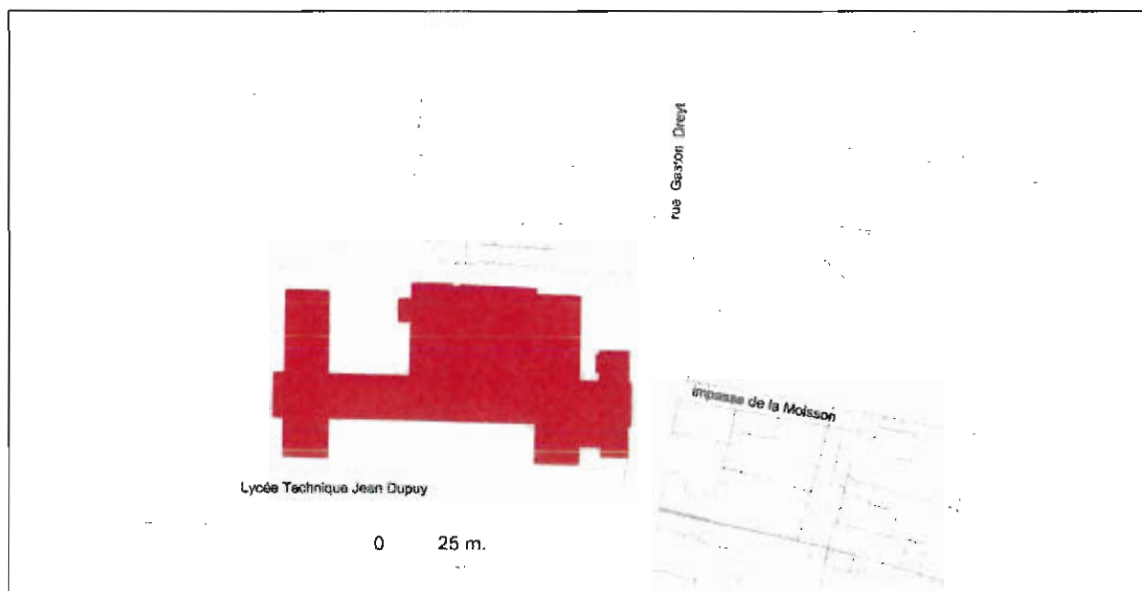 rue Gaston Dreyt
impasse de la Moisson
Lycée Technique Jean Dupuy
0 25 m.